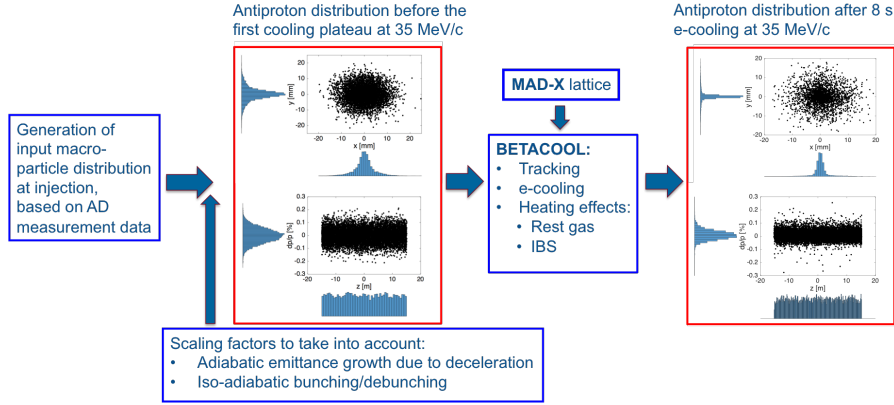 Antiproton distribution before the
first cooling plateau at 35 MeV/c
Antiproton distribution after 8 s
e-cooling at 35 MeV/c
Generation of
input macro-
particle distribution
at injection,
based on AD
measurement data
20
10
0
-10
-20
y [mm]
-20 -10 0 10 20
x [mm]
0.3
0.2
0.1
0
-0.1
-0.3
dp/p [%]
-20 -10 0 10 20
z [m]
MAD-X lattice
BETACOOL:
• Tracking
• e-cooling
• Heating effects:
• Rest gas
• IBS
20
10
0
-10
-20
y [mm]
-20 -10 0 10 20
x [mm]
0.3
0.2
0.1
0
-0.1
-0.2
-0.3
dp/p [%]
-20 -10 0 10 20
z [m]
Scaling factors to take into account:
• Adiabatic emittance growth due to deceleration
• Iso-adiabatic bunching/debunching